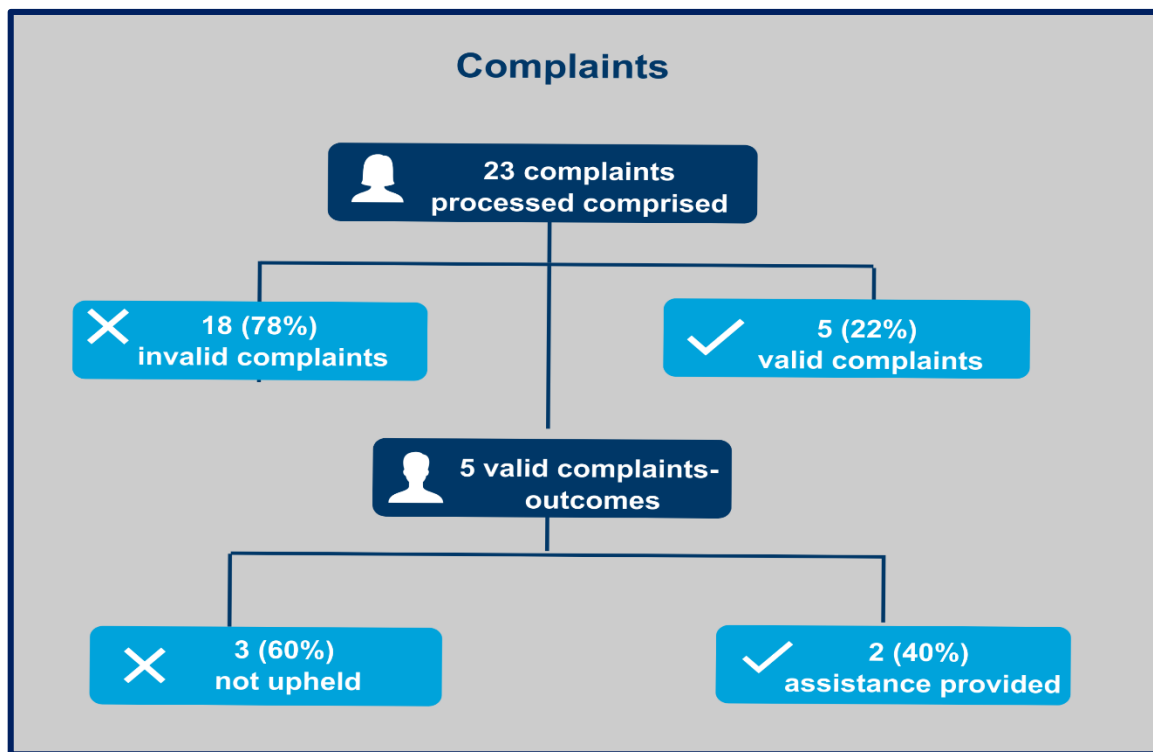 Complaints
23 complaints
processed comprised
18 (78%)
invalid complaints
5 (22%)
valid complaints
5 valid complaints-
outcomes
3 (60%)
not upheld
2 (40%)
assistance provided